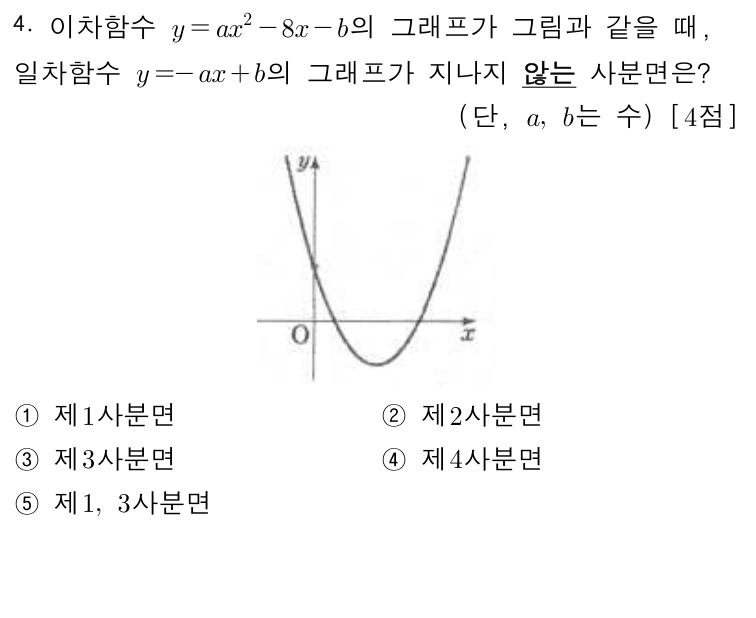 4. 이차함수 y=ax²-8x-b의 그래프가 그림과 같을 때,
일차함수 y=-ax+b의 그래프가 지나지 않는 사분면은?
(단, a, b는 수) [4점]
y
O
x
① 제1사분면 ② 제2사분면
③ 제3사분면 ④ 제4사분면
⑤ 제1, 3사분면